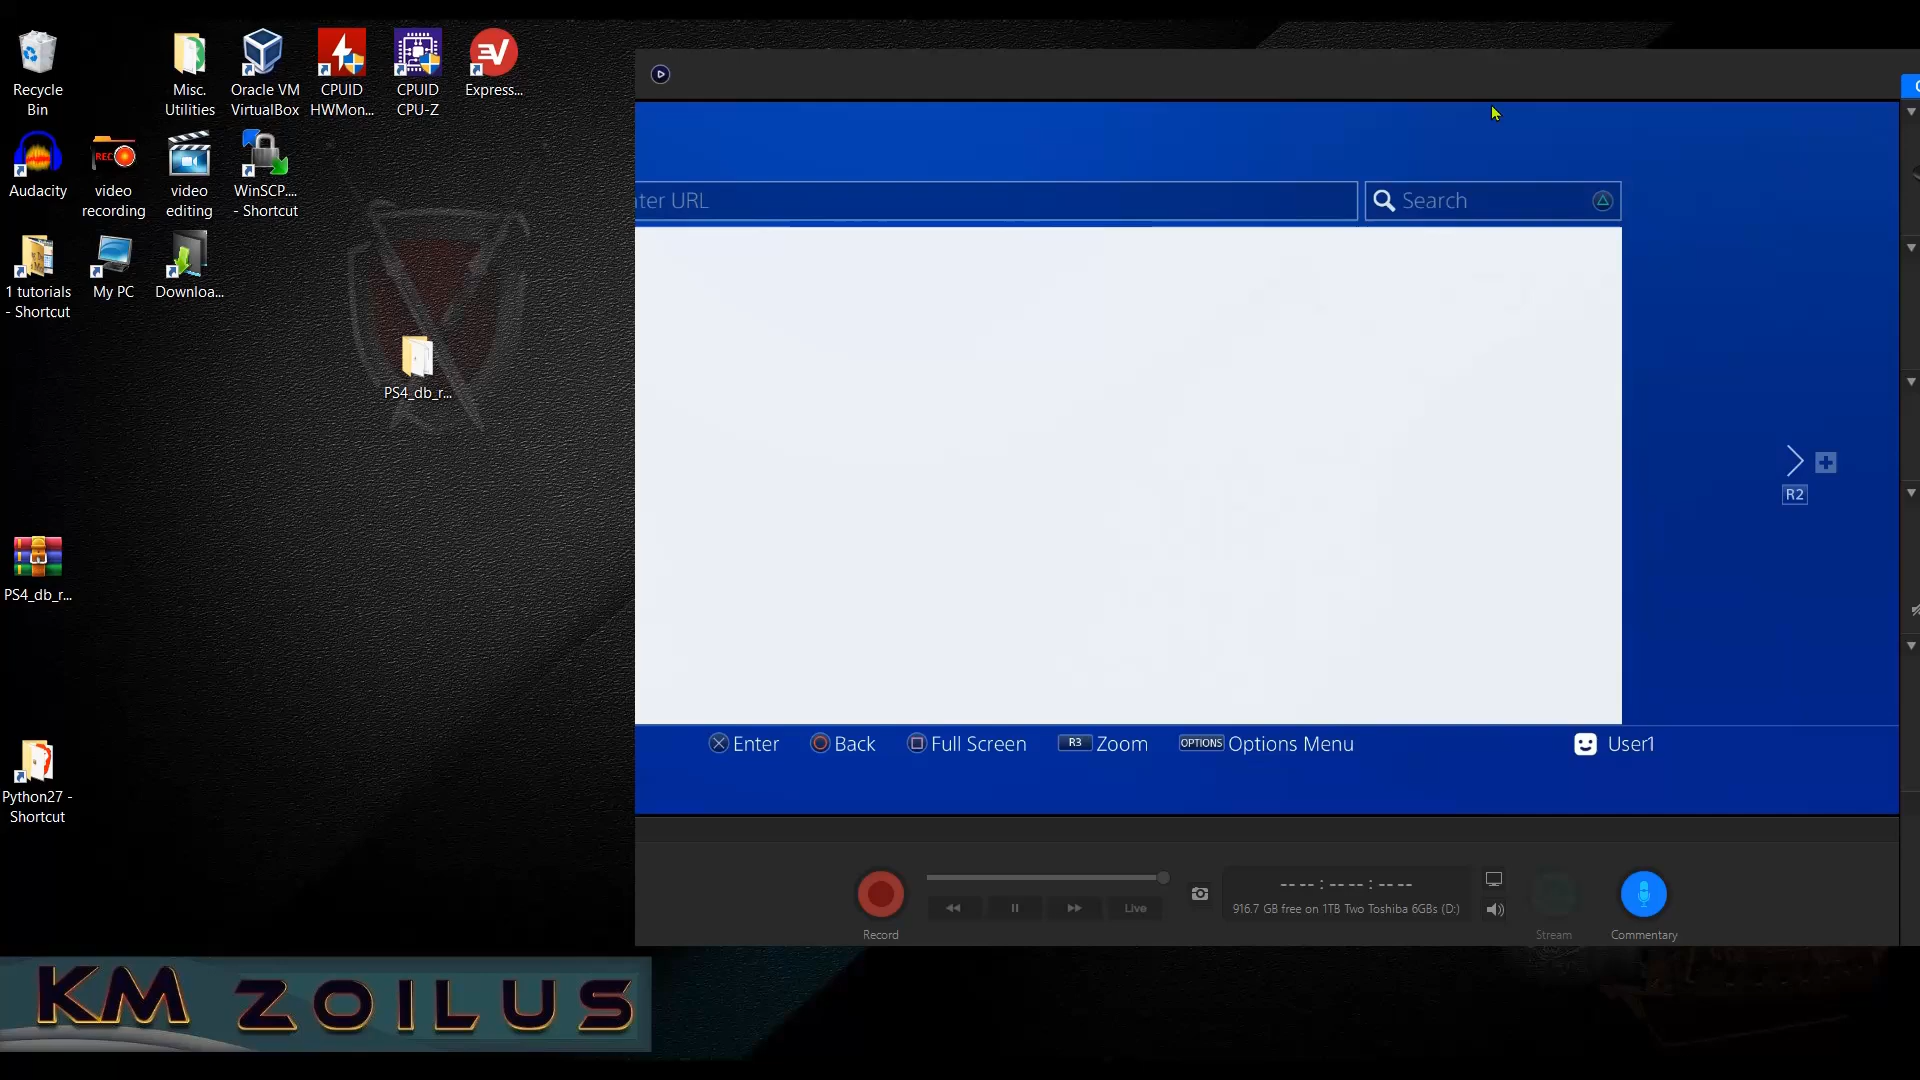 Recycle
Bin
Misc.
Utilities
Oracle VM
VirtualBox
CPUID
HWMon...
CPUID
CPU-Z
EV
Express...
Audacity
REC
video
recording
video
editing
WinSCP....
- Shortcut
1 tutorials
- Shortcut
My PC
Downloa...
PS4_db_r...
PS4_db_r...
Python27 -
Shortcut
ter URL
Search
R2
Enter
Back
Full Screen
R3 Zoom
OPTIONS Options Menu
User1
Record
Live
-- -- : -- -- : -- --
916.7 GB free on 1TB Two Toshiba 6GBs (D:)
Stream
Commentary
KM ZOILUS